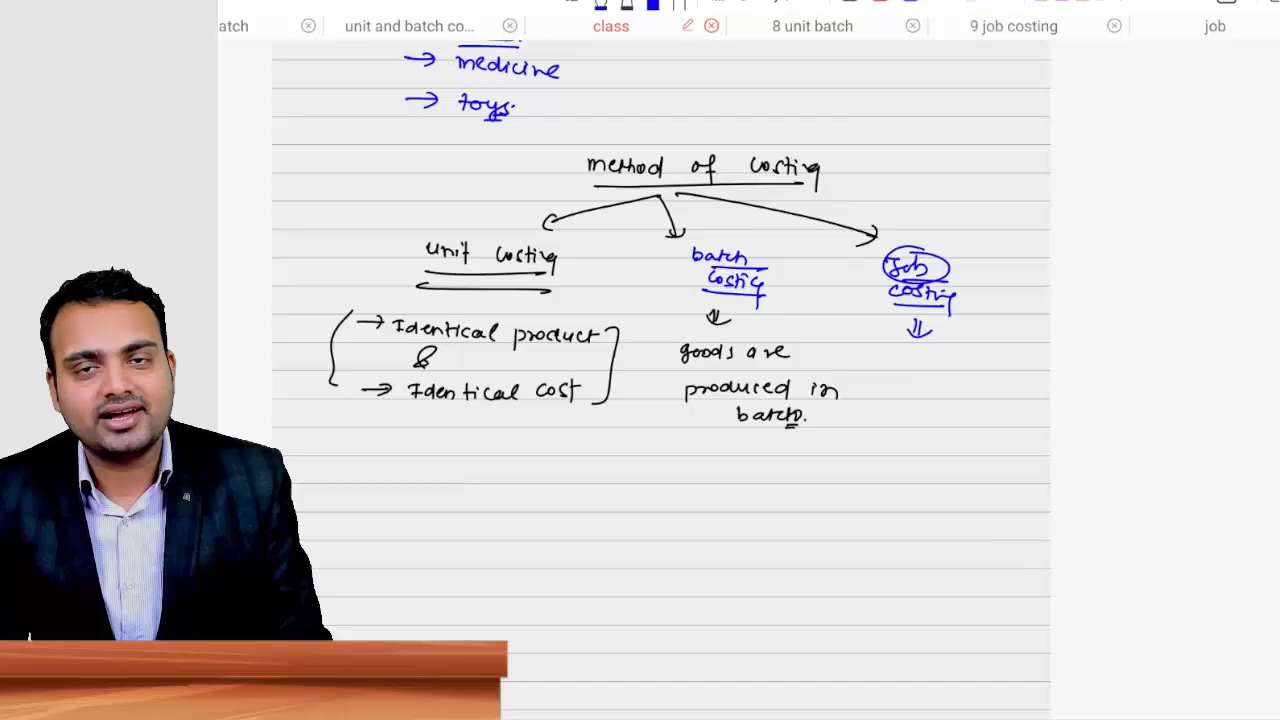 atch
unit and batch co...
class
8 unit batch
9 job costing
job
→ medicine
→ toys.
method of costing
unit costing
batch
costing
Job
costing
→ Identical product
&
→ Identical cost
goods are
produced in